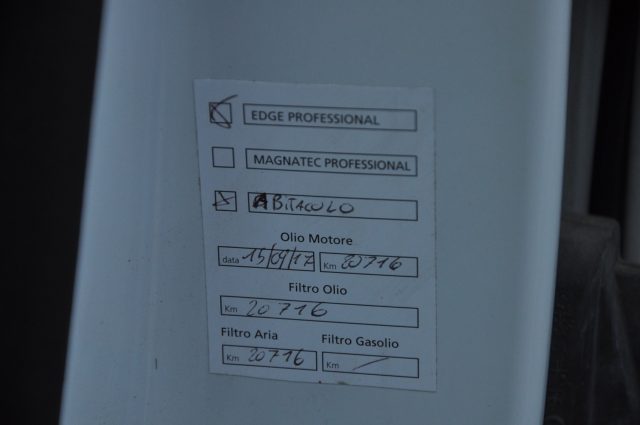 EDGE PROFESSIONAL
MAGNATEC PROFESSIONAL
ABITACOLO
Olio Motore
data 15/09/17 Km 20716
Filtro Olio
Km 20716
Filtro Aria Filtro Gasolio
Km 20716 Km /